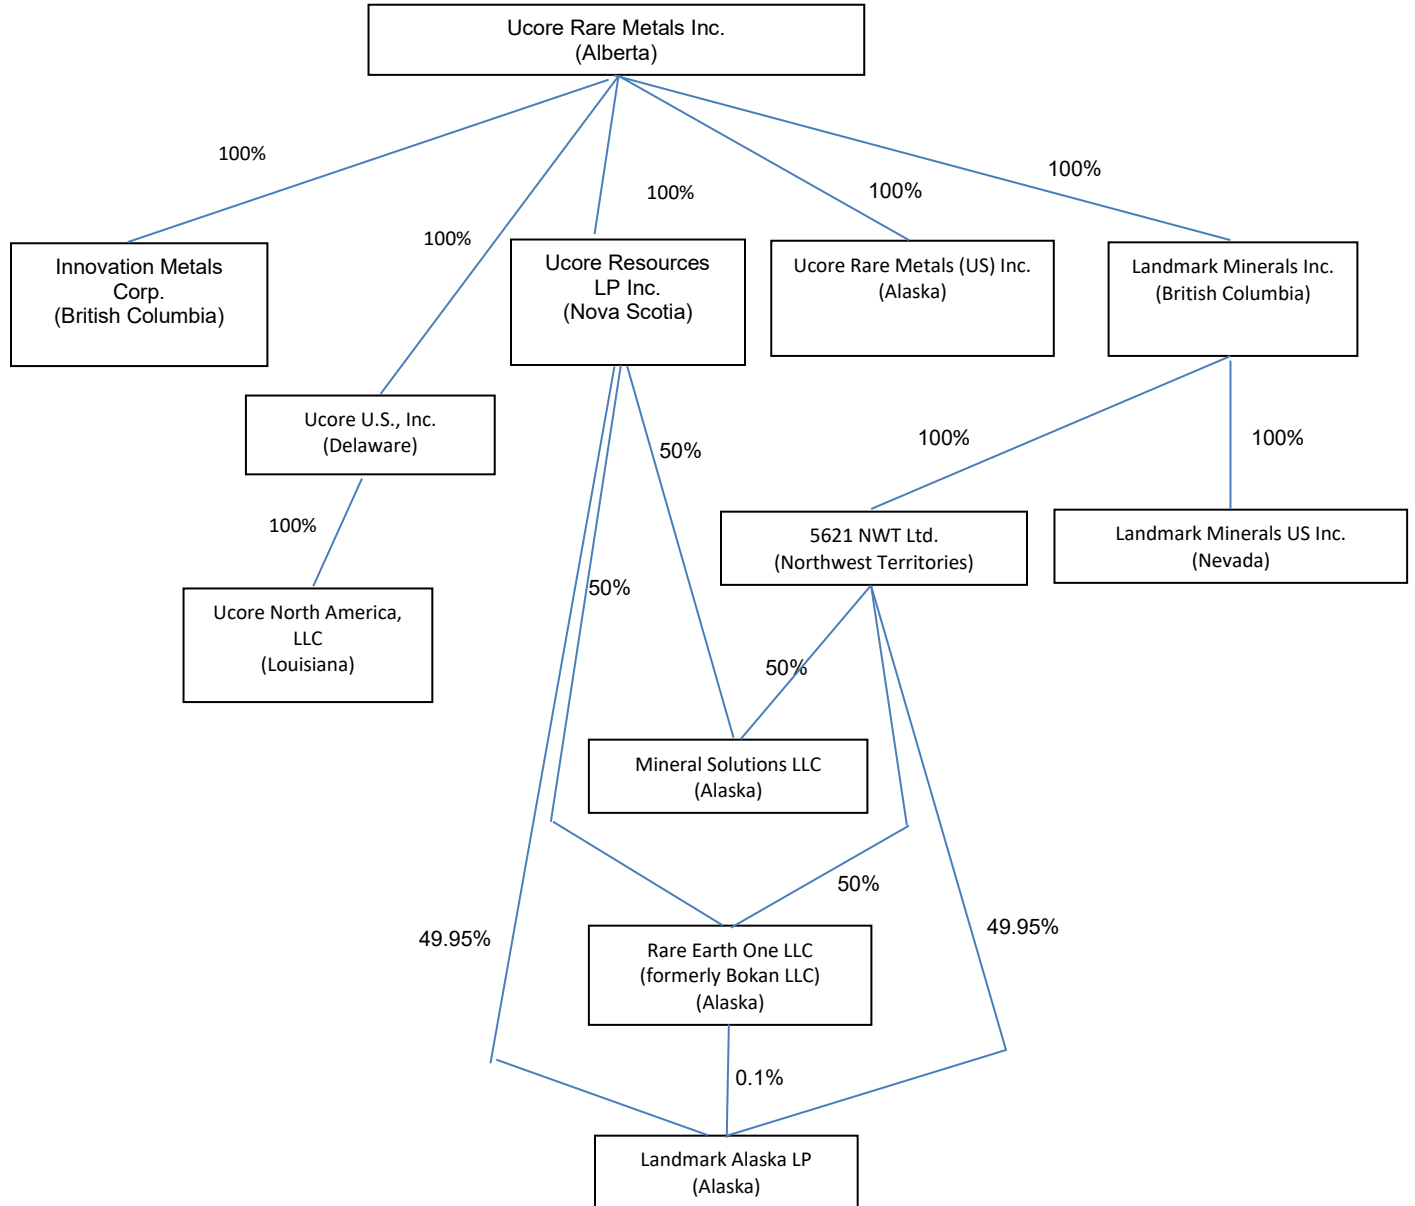 Ucore Rare Metals Inc.
(Alberta)
100%
100%
100%
100%
100%
Innovation Metals
Corp.
(British Columbia)
Ucore Resources
LP Inc.
(Nova Scotia)
Ucore Rare Metals (US) Inc.
(Alaska)
Landmark Minerals Inc.
(British Columbia)
Ucore U.S., Inc.
(Delaware)
50%
100%
100%
100%
5621 NWT Ltd.
(Northwest Territories)
Landmark Minerals US Inc.
(Nevada)
50%
Ucore North America,
LLC
(Louisiana)
50%
Mineral Solutions LLC
(Alaska)
50%
49.95%
49.95%
Rare Earth One LLC
(formerly Bokan LLC)
(Alaska)
0.1%
Landmark Alaska LP
(Alaska)